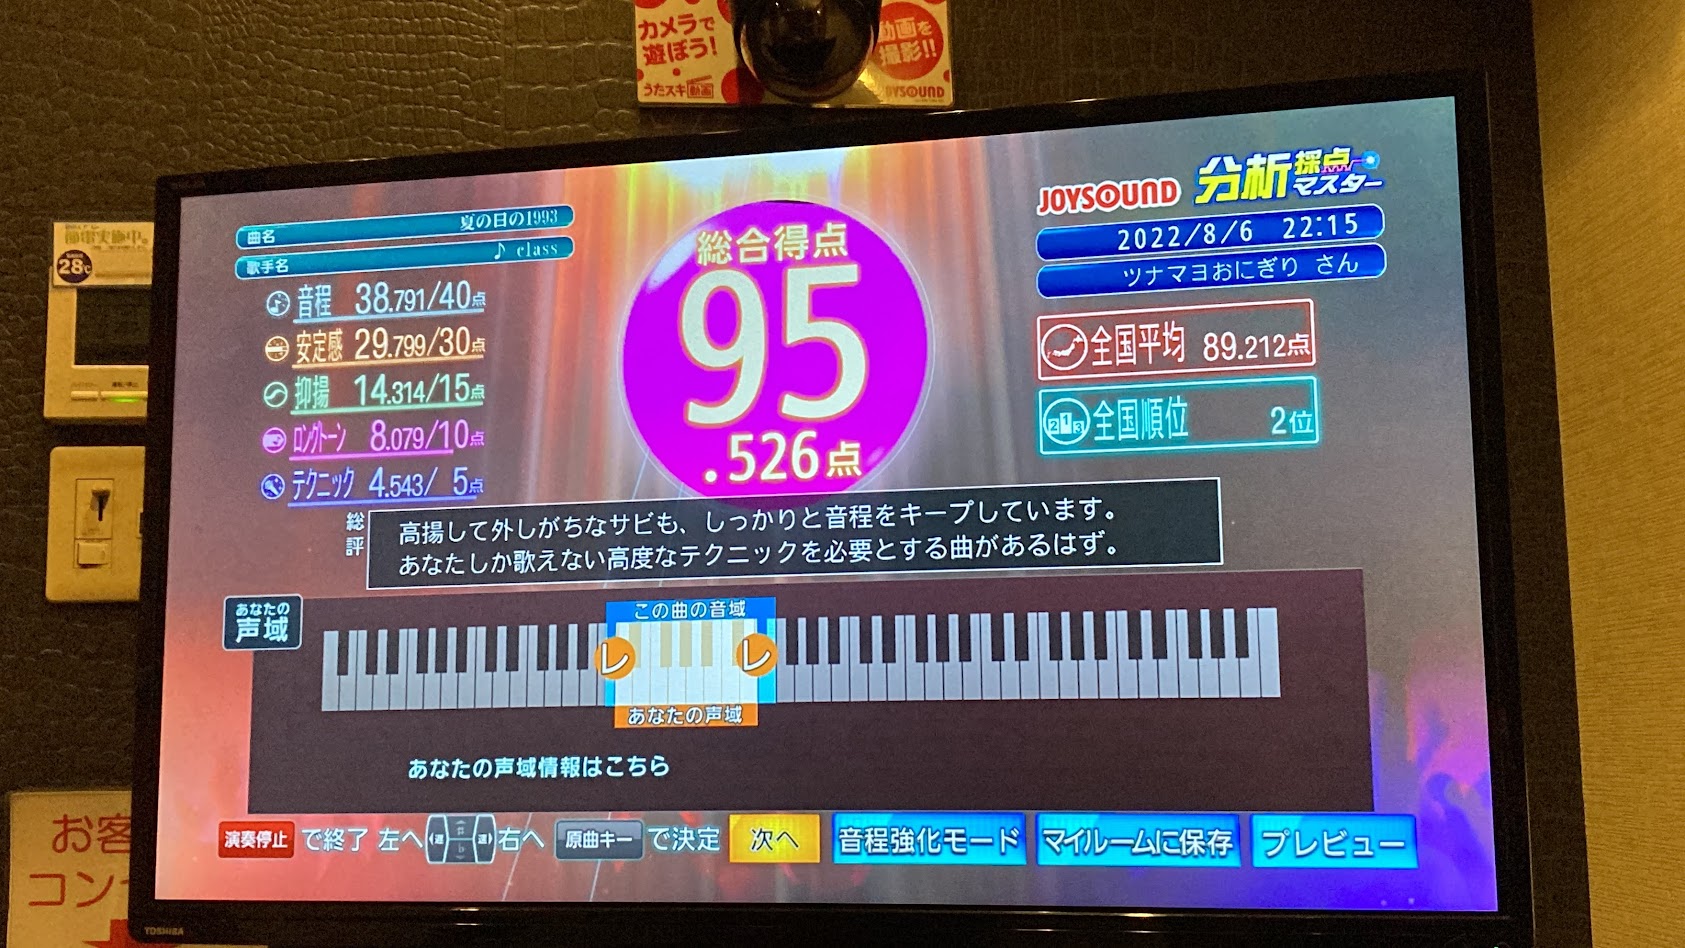 カメラで
遊ぼう!
うたスキ動画
動画を
撮影!!
JOYSOUND
節電実施中。
28℃
JOYSOUND 分析採点マスター
曲名 夏の日の1993
歌手名 ♪ class
2022/8/6 22:15
ツナマヨおにぎり さん
音程 38.791/40点
安定感 29.799/30点
抑揚 14.314/15点
ロングトーン 8.079/10点
テクニック 4.543/ 5点
総合得点
95
.526点
全国平均 89.212点
全国順位 2位
総評
高揚して外しがちなサビも、しっかりと音程をキープしています。
あなたしか歌えない高度なテクニックを必要とする曲があるはず。
あなたの
声域
この曲の音域
レ レ
あなたの声域
あなたの声域情報はこちら
演奏停止 で終了 左へ 右へ 原曲キー で決定 次へ 音程強化モード マイルームに保存 プレビュー
お客
コン
TOSHIBA